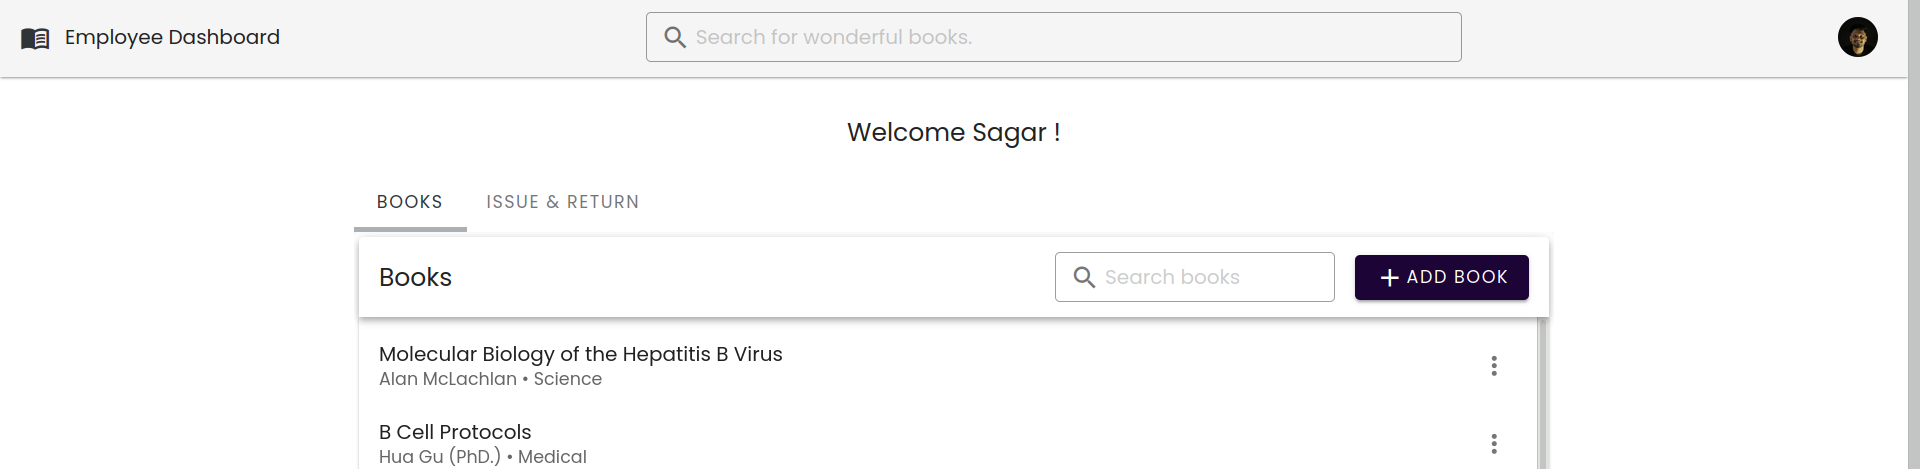 Employee Dashboard
Search for wonderful books.
Welcome Sagar !
BOOKS
ISSUE & RETURN
Books
Search books
ADD BOOK
Molecular Biology of the Hepatitis B Virus
Alan McLachlan • Science
B Cell Protocols
Hua Gu (PhD.) • Medical